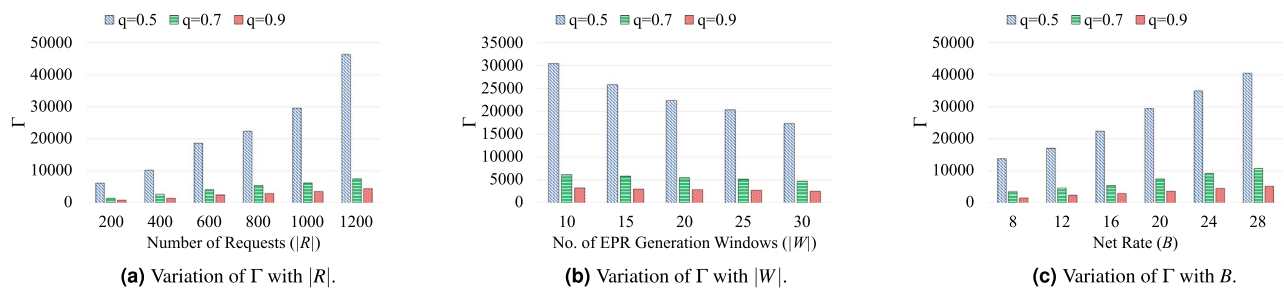 q=0.5 q=0.7 q=0.9
50000
40000
30000
20000
10000
0
Γ
200 400 600 800 1000 1200
Number of Requests (|R|)
(a) Variation of Γ with |R|.
q=0.5 q=0.7 q=0.9
35000
30000
25000
20000
15000
10000
5000
0
Γ
10 15 20 25 30
No. of EPR Generation Windows (|W|)
(b) Variation of Γ with |W|.
q=0.5 q=0.7 q=0.9
50000
40000
30000
20000
10000
0
Γ
8 12 16 20 24 28
Net Rate (B)
(c) Variation of Γ with B.